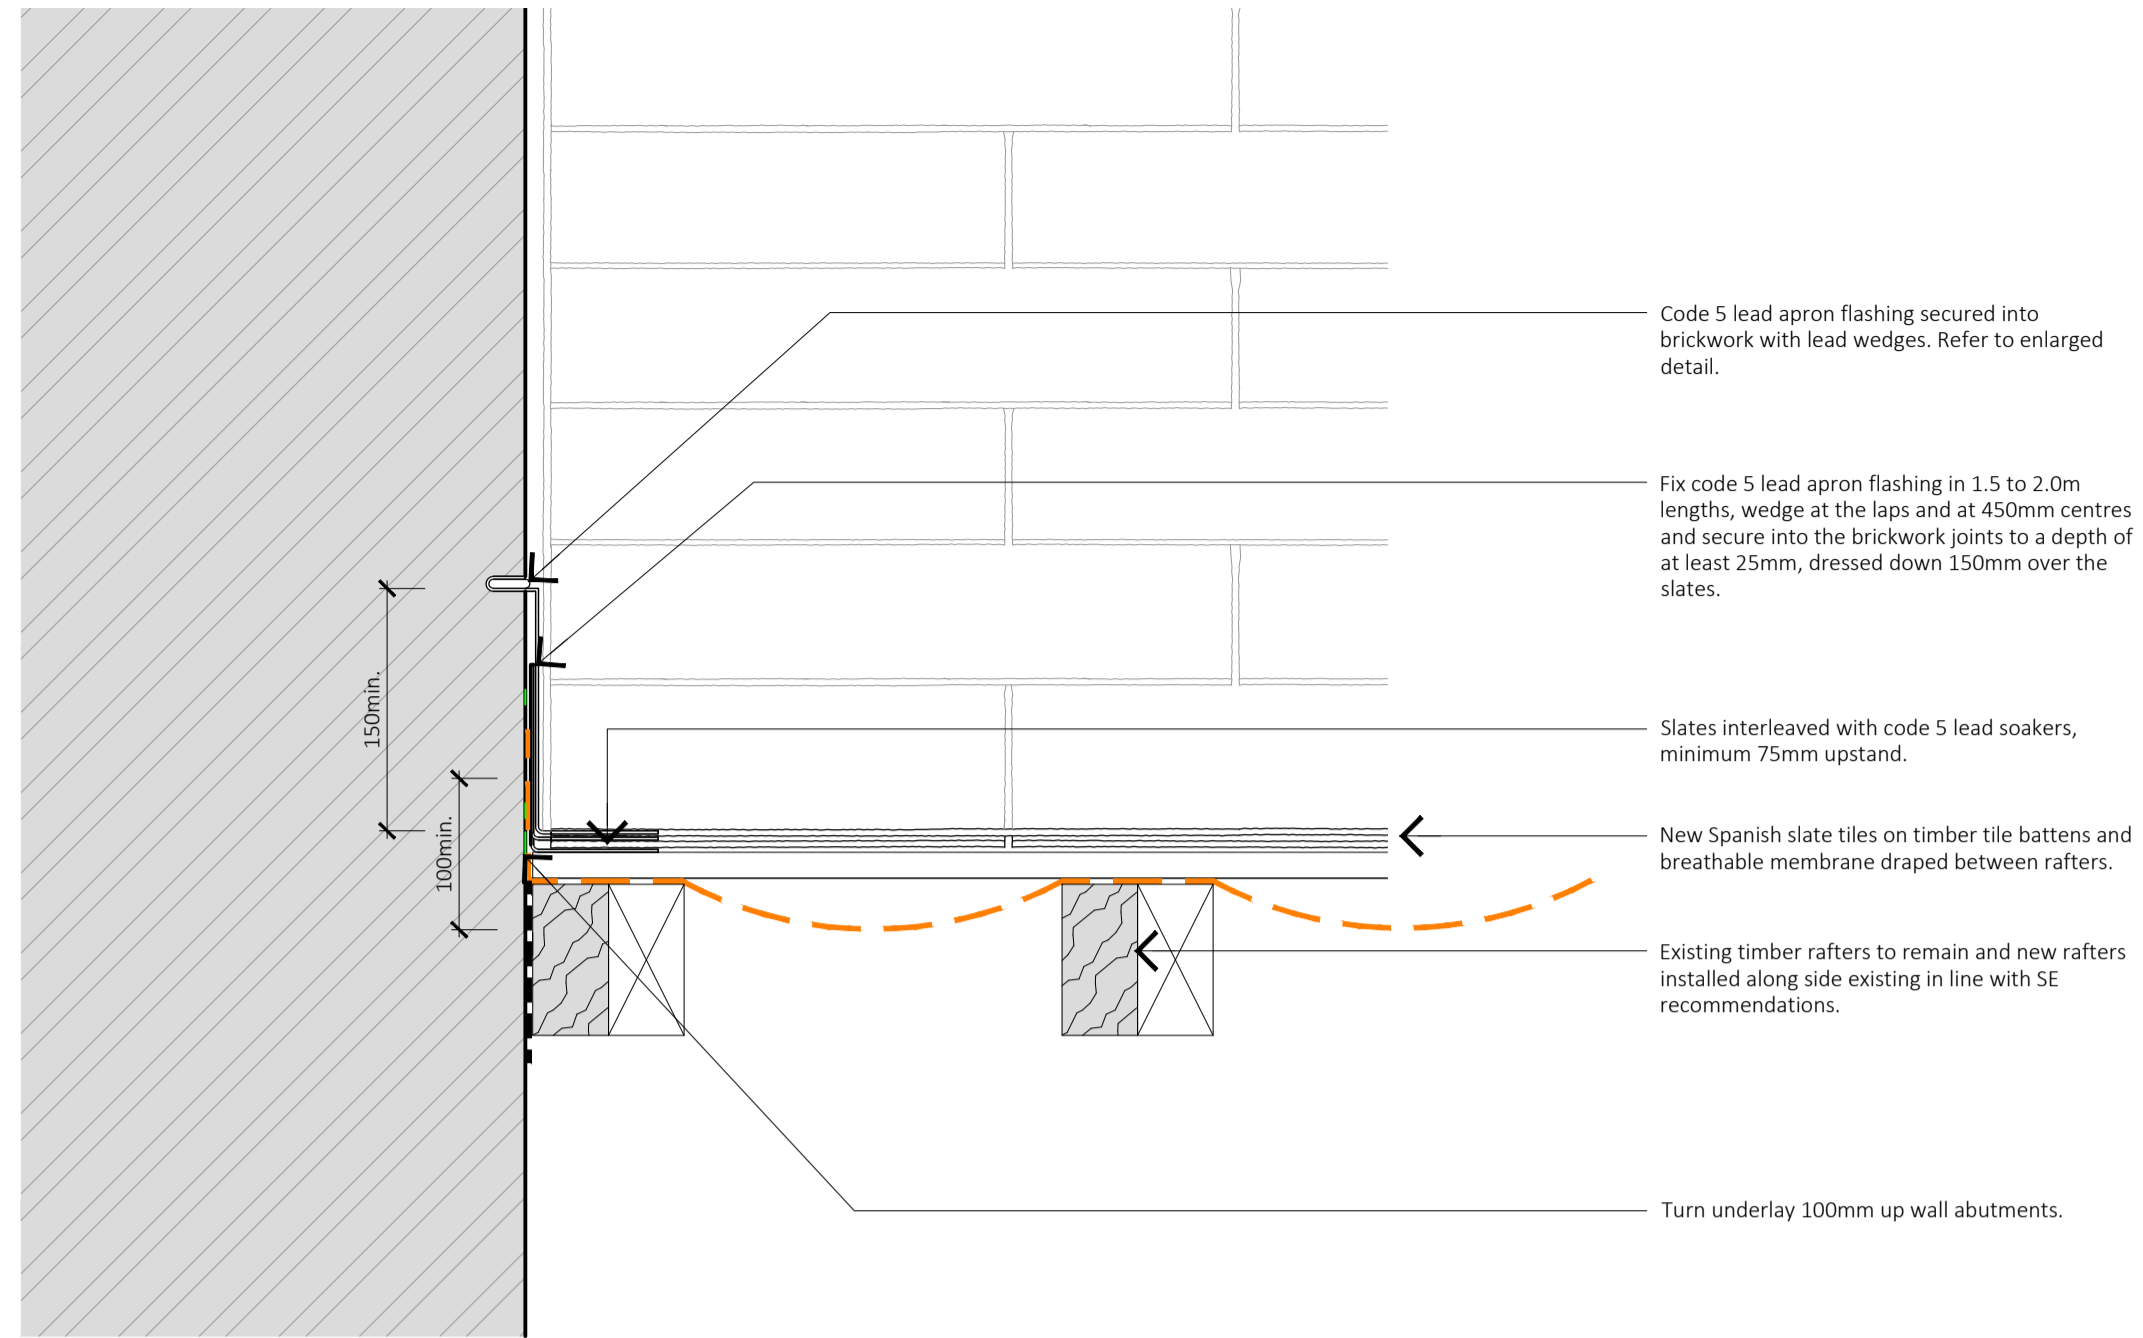 Code 5 lead apron flashing secured into
brickwork with lead wedges. Refer to enlarged
detail.
Fix code 5 lead apron flashing in 1.5 to 2.0m
lengths, wedge at the laps and at 450mm centres
and secure into the brickwork joints to a depth of
at least 25mm, dressed down 150mm over the
slates.
150min.
100min.
Slates interleaved with code 5 lead soakers,
minimum 75mm upstand.
New Spanish slate tiles on timber tile battens and
breathable membrane draped between rafters.
Existing timber rafters to remain and new rafters
installed along side existing in line with SE
recommendations.
Turn underlay 100mm up wall abutments.